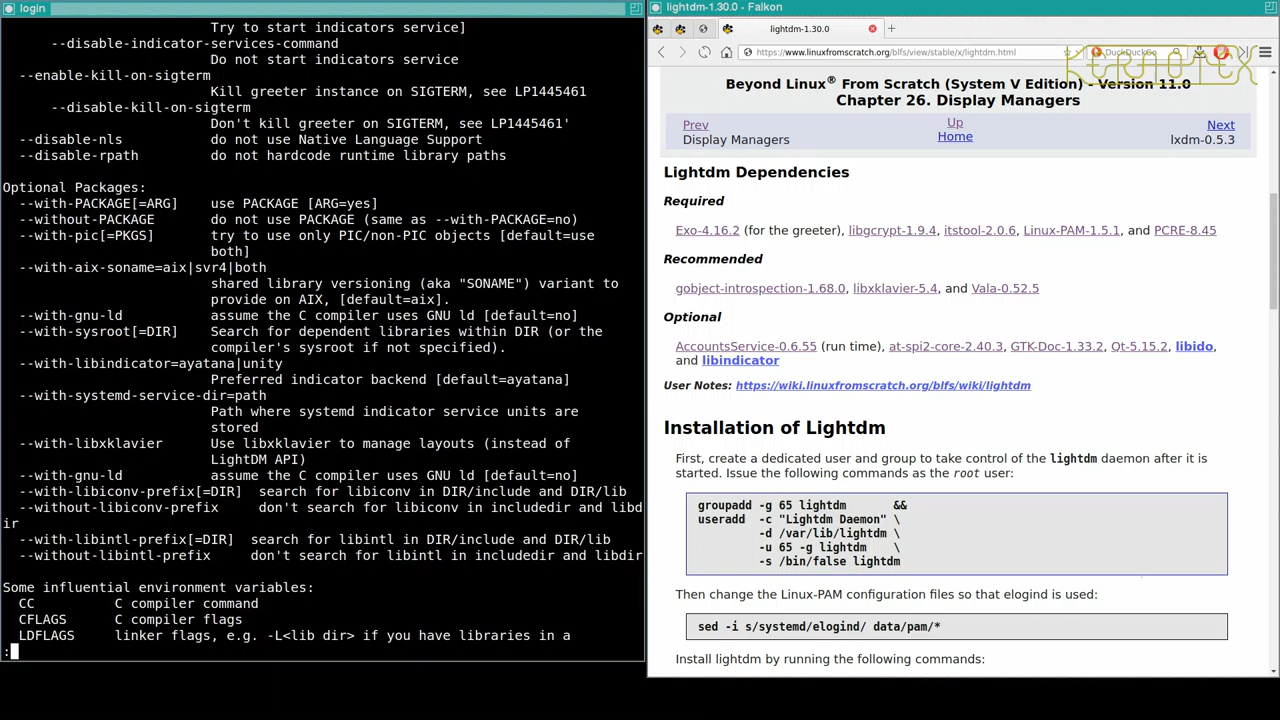 login
Try to start indicators service]
--disable-indicator-services-command
Do not start indicators service
--enable-kill-on-sigterm
Kill greeter instance on SIGTERM, see LP1445461
--disable-kill-on-sigterm
Don't kill greeter on SIGTERM, see LP1445461'
--disable-nls do not use Native Language Support
--disable-rpath do not hardcode runtime library paths
Optional Packages:
--with-PACKAGE[=ARG] use PACKAGE [ARG=yes]
--without-PACKAGE do not use PACKAGE (same as --with-PACKAGE=no)
--with-pic[=PKGS] try to use only PIC/non-PIC objects [default=use
both]
--with-aix-soname=aix|svr4|both
shared library versioning (aka "SONAME") variant to
provide on AIX, [default=aix].
--with-gnu-ld assume the C compiler uses GNU ld [default=no]
--with-sysroot[=DIR] Search for dependent libraries within DIR (or the
compiler's sysroot if not specified).
--with-libindicator=ayatana|unity
Preferred indicator backend [default=ayatana]
--with-systemd-service-dir=path
Path where systemd indicator service units are
stored
--with-libxklavier Use libxklavier to manage layouts (instead of
LightDM API)
--with-gnu-ld assume the C compiler uses GNU ld [default=no]
--with-libiconv-prefix[=DIR] search for libiconv in DIR/include and DIR/lib
--without-libiconv-prefix don't search for libiconv in includedir and libd
ir
--with-libintl-prefix[=DIR] search for libintl in DIR/include and DIR/lib
--without-libintl-prefix don't search for libintl in includedir and libdir
Some influential environment variables:
CC C compiler command
CFLAGS C compiler flags
LDFLAGS linker flags, e.g. -L<lib dir> if you have libraries in a
:
lightdm-1.30.0 - Falkon
lightdm-1.30.0
https://www.linuxfromscratch.org/blfs/view/stable/x/lightdm.html
DuckDuckGo
KERNOTEX
Beyond Linux® From Scratch (System V Edition) - Version 11.0
Chapter 26. Display Managers
Prev Up Next
Display Managers Home lxdm-0.5.3
Lightdm Dependencies
Required
Exo-4.16.2 (for the greeter), libgcrypt-1.9.4, itstool-2.0.6, Linux-PAM-1.5.1, and PCRE-8.45
Recommended
gobject-introspection-1.68.0, libxklavier-5.4, and Vala-0.52.5
Optional
AccountsService-0.6.55 (run time), at-spi2-core-2.40.3, GTK-Doc-1.33.2, Qt-5.15.2, libido,
and libindicator
User Notes: https://wiki.linuxfromscratch.org/blfs/wiki/lightdm
Installation of Lightdm
First, create a dedicated user and group to take control of the lightdm daemon after it is
started. Issue the following commands as the root user:
groupadd -g 65 lightdm &&
useradd -c "Lightdm Daemon" \
-d /var/lib/lightdm \
-u 65 -g lightdm \
-s /bin/false lightdm
Then change the Linux-PAM configuration files so that elogind is used:
sed -i s/systemd/elogind/ data/pam/*
Install lightdm by running the following commands: